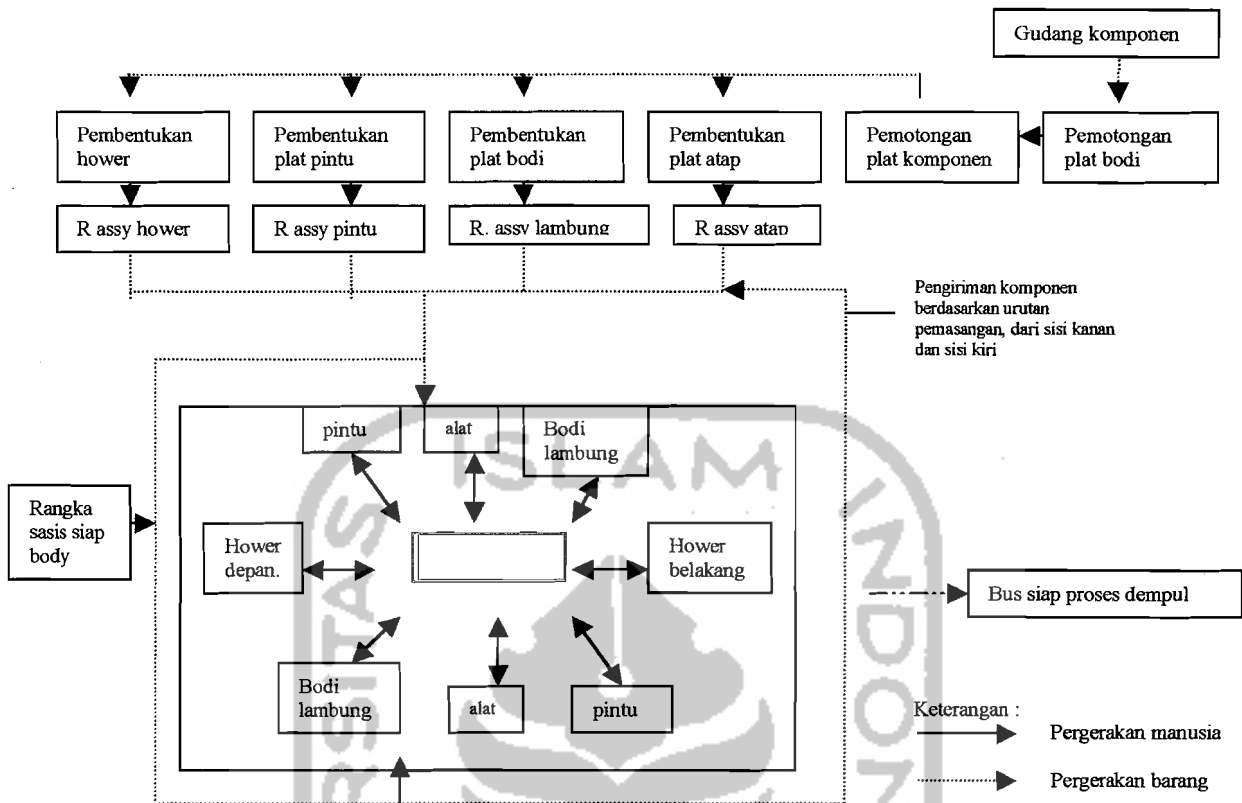 Gudang komponen
Pembentukan
hower
Pembentukan
plat pintu
Pembentukan
plat bodi
Pembentukan
plat atap
Pemotongan
plat komponen
Pemotongan
plat bodi
R assy hower
R assy pintu
R. assy lambung
R assy atap
Pengiriman komponen
berdasarkan urutan
pemasangan, dari sisi kanan
dan sisi kiri
pintu
alat
Bodi
lambung
Rangka
sasis siap
body
Hower
depan.
Hower
belakang
Bus siap proses dempul
Bodi
lambung
alat
pintu
Keterangan :
Pergerakan manusia
Pergerakan barang
ISLAM
INDON
RSITAS